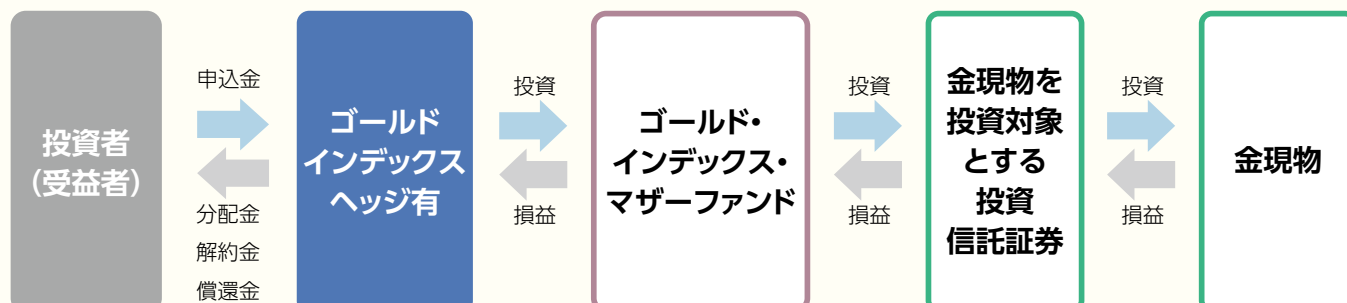 投資者
(受益者)
申込金
分配金
解約金
償還金
ゴールド
インデックス
ヘッジ有
投資
損益
ゴールド・
インデックス・
マザーファンド
投資
損益
金現物を
投資対象
とする
投資
信託証券
投資
損益
金現物